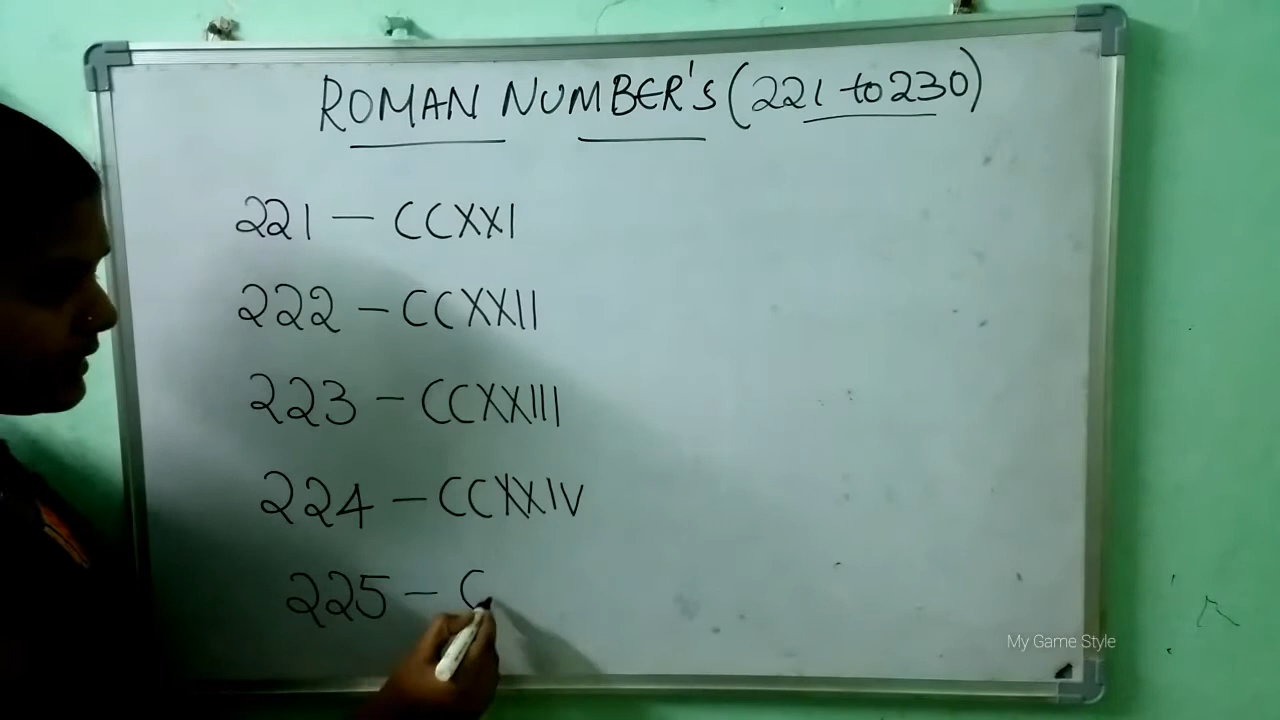 ROMAN NUMBER'S (221 to 230)
221 — CCXXI
222 — CCXXII
223 — CCXXIII
224 — CCXXIV
225 — C
My Game Style